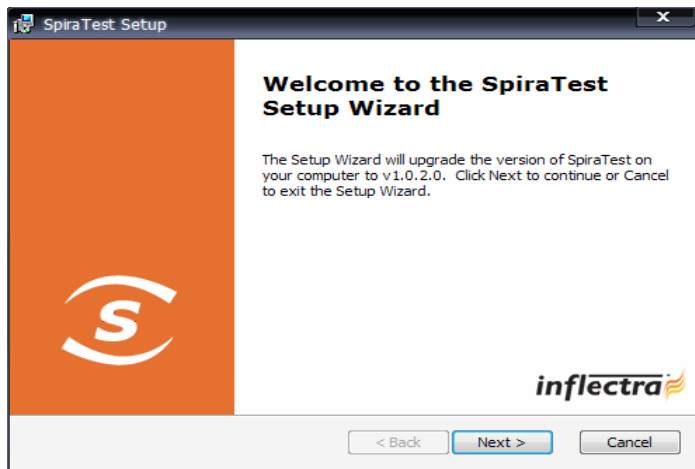 SpiraTest Setup
x
Welcome to the SpiraTest
Setup Wizard
The Setup Wizard will upgrade the version of SpiraTest on
your computer to v1.0.2.0. Click Next to continue or Cancel
to exit the Setup Wizard.
S
inflectra
< Back Next > Cancel